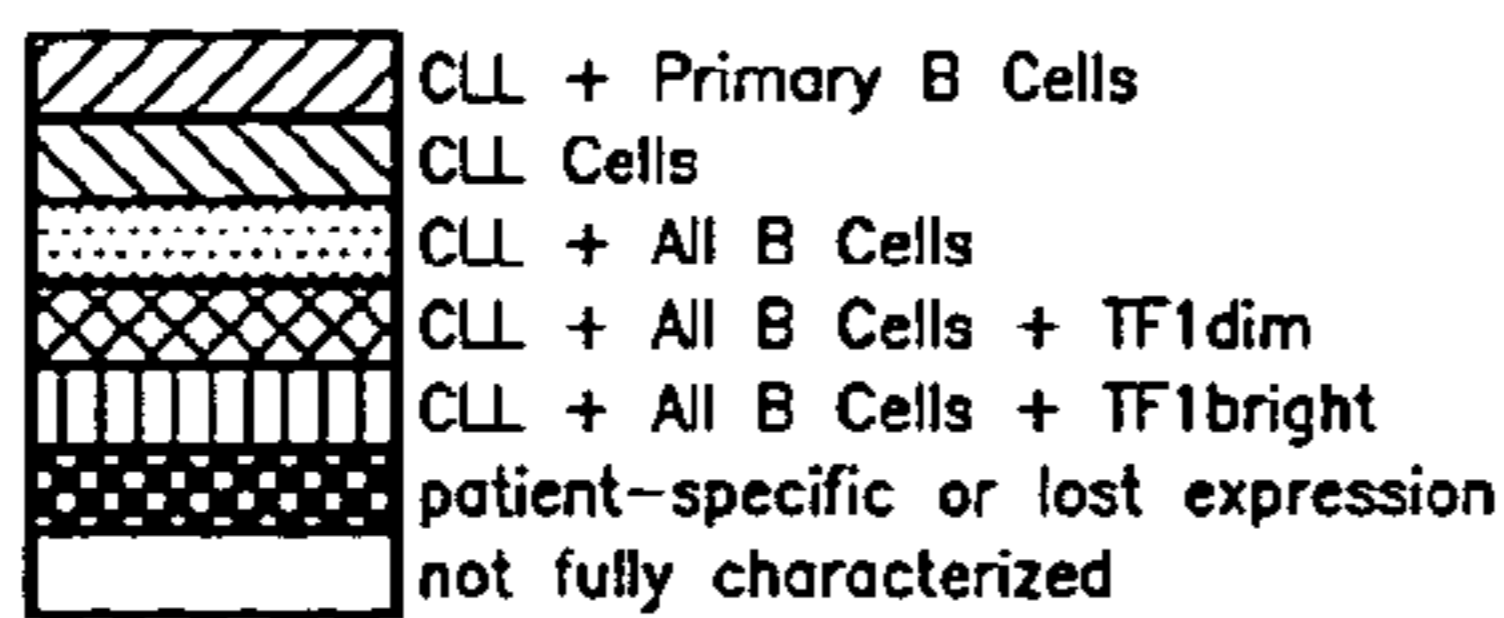 CLL + Primary B Cells
CLL Cells
CLL + All B Cells
CLL + All B Cells + TF1dim
CLL + All B Cells + TF1bright
patient-specific or lost expression
not fully characterized